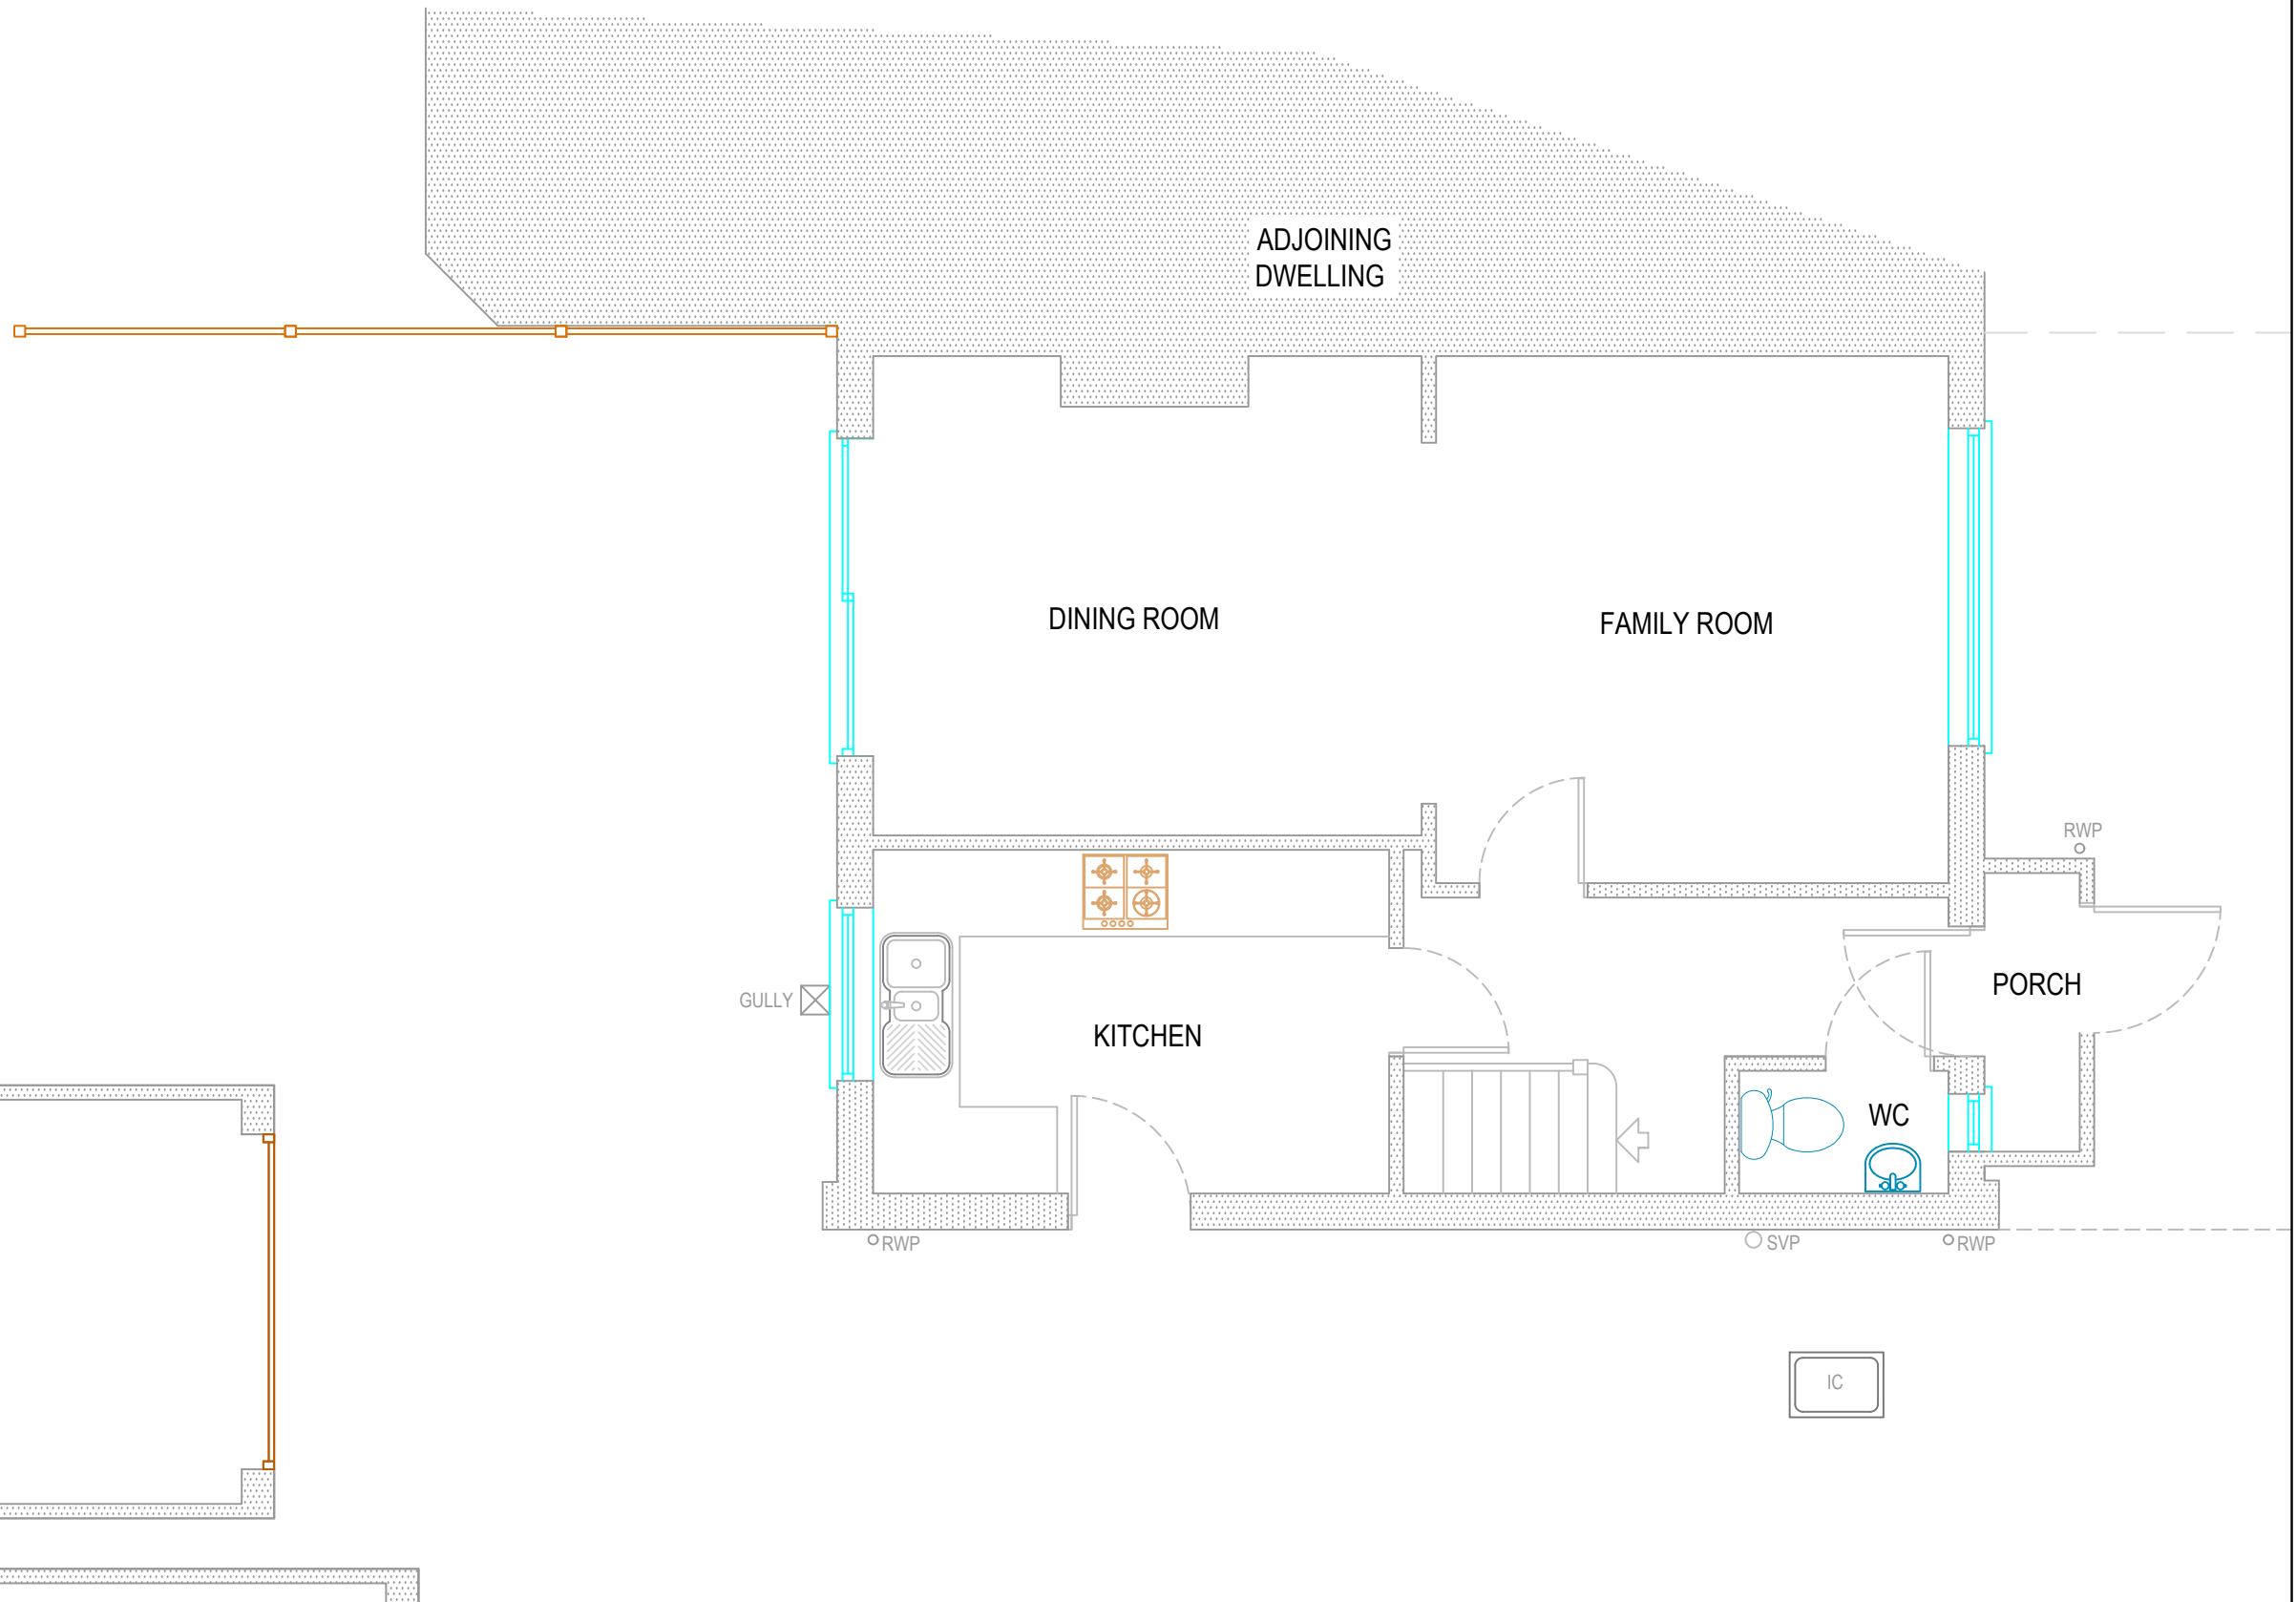 ADJOINING
DWELLING
DINING ROOM
FAMILY ROOM
RWP
PORCH
GULLY
KITCHEN
WC
RWP
SVP
RWP
IC